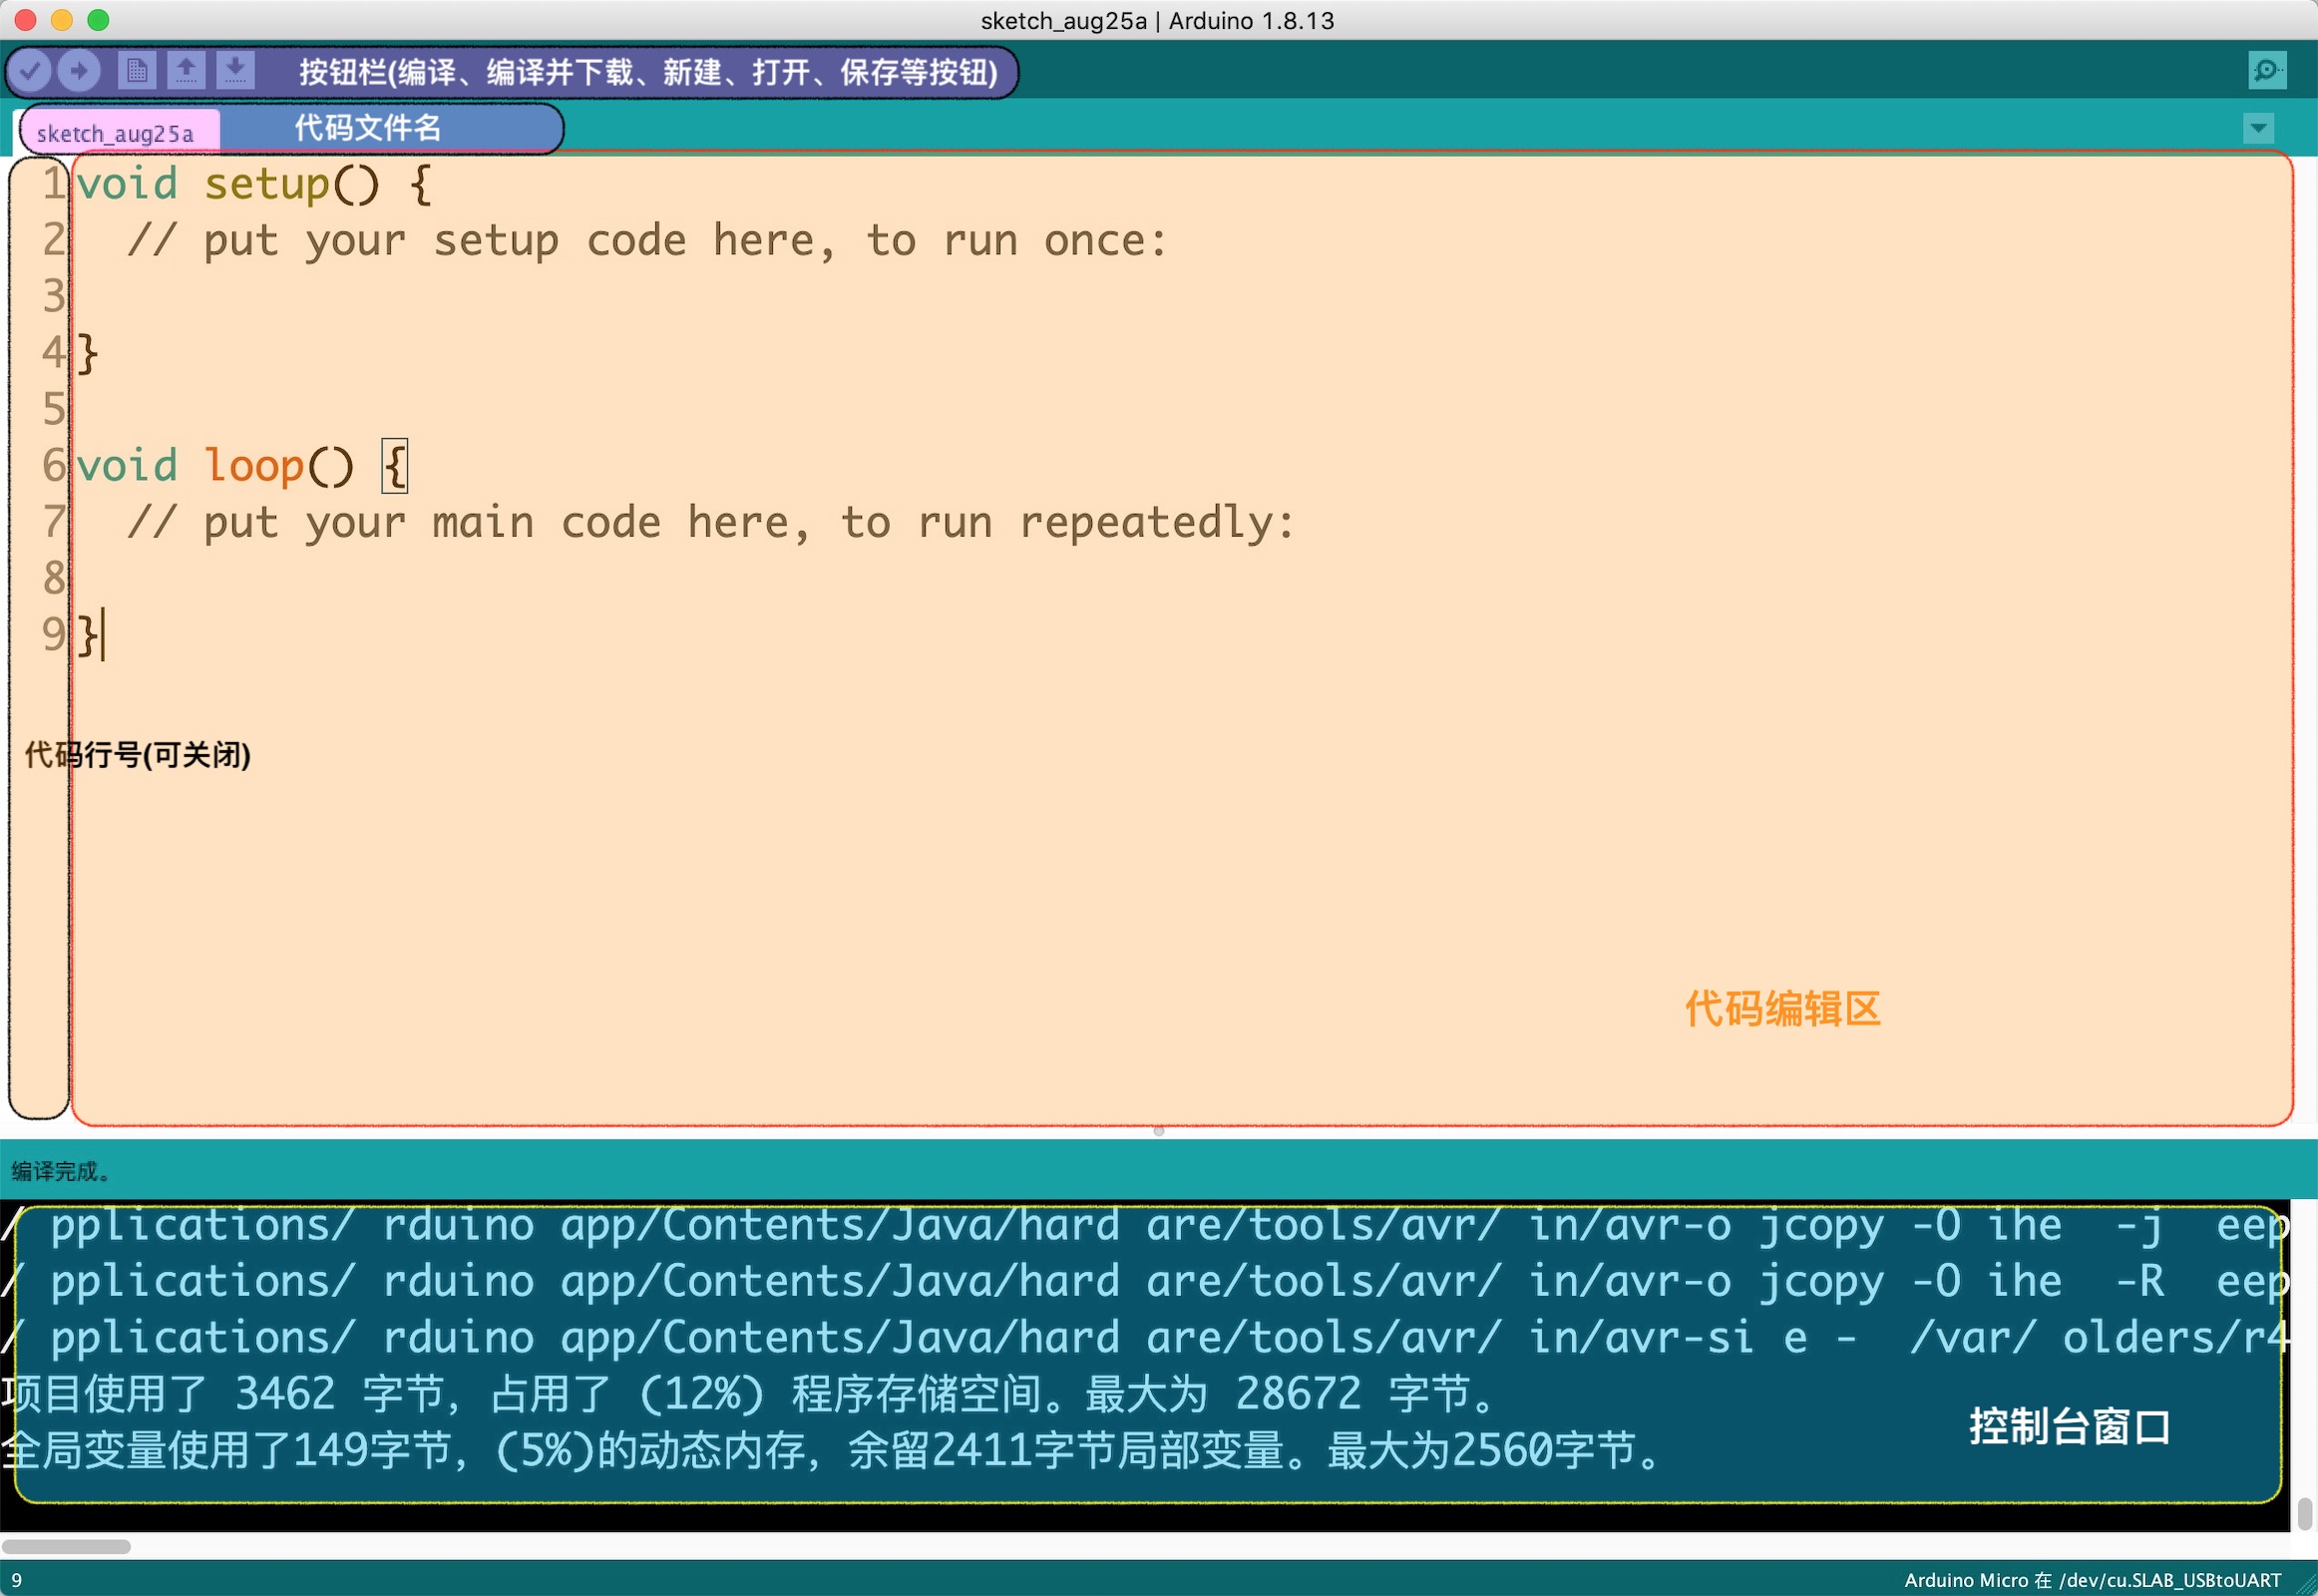 sketch_aug25a | Arduino 1.8.13
按钮栏(编译、编译并下载、新建、打开、保存等按钮)
sketch_aug25a 代码文件名
1 void setup() {
2   // put your setup code here, to run once:
3
4 }
5
6 void loop() {
7   // put your main code here, to run repeatedly:
8
9 }
代码行号(可关闭)
代码编辑区
编译完成。
/ pplications/ rduino app/Contents/Java/hard are/tools/avr/ in/avr-o jcopy -O ihe  -j  eep
/ pplications/ rduino app/Contents/Java/hard are/tools/avr/ in/avr-o jcopy -O ihe  -R  eep
/ pplications/ rduino app/Contents/Java/hard are/tools/avr/ in/avr-si e -  /var/ olders/r4
项目使用了 3462 字节，占用了 (12%) 程序存储空间。最大为 28672 字节。
控制台窗口
全局变量使用了149字节，(5%)的动态内存，余留2411字节局部变量。最大为2560字节。
9 Arduino Micro 在 /dev/cu.SLAB_USBtoUART